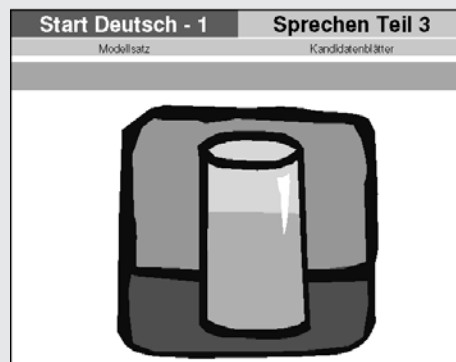 Start Deutsch - 1 Sprechen Teil 3
Modellsatz Kandidatenblätter